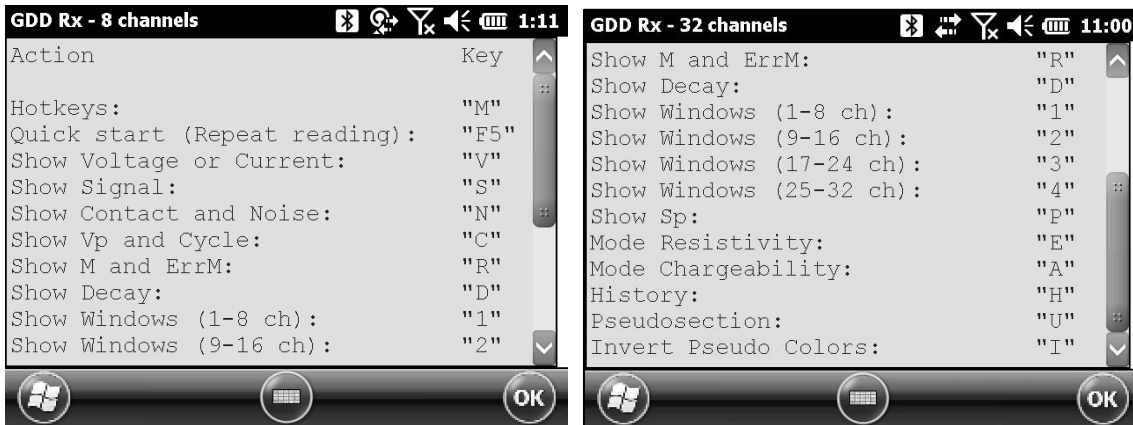 GDD Rx - 8 channels 1:11
Action Key
Hotkeys: "M"
Quick start (Repeat reading): "F5"
Show Voltage or Current: "V"
Show Signal: "S"
Show Contact and Noise: "N"
Show Vp and Cycle: "C"
Show M and ErrM: "R"
Show Decay: "D"
Show Windows (1-8 ch): "1"
Show Windows (9-16 ch): "2"
OK
GDD Rx - 32 channels 11:00
Show M and ErrM: "R"
Show Decay: "D"
Show Windows (1-8 ch): "1"
Show Windows (9-16 ch): "2"
Show Windows (17-24 ch): "3"
Show Windows (25-32 ch): "4"
Show Sp: "P"
Mode Resistivity: "E"
Mode Chargeability: "A"
History: "H"
Pseudosection: "U"
Invert Pseudo Colors: "I"
OK